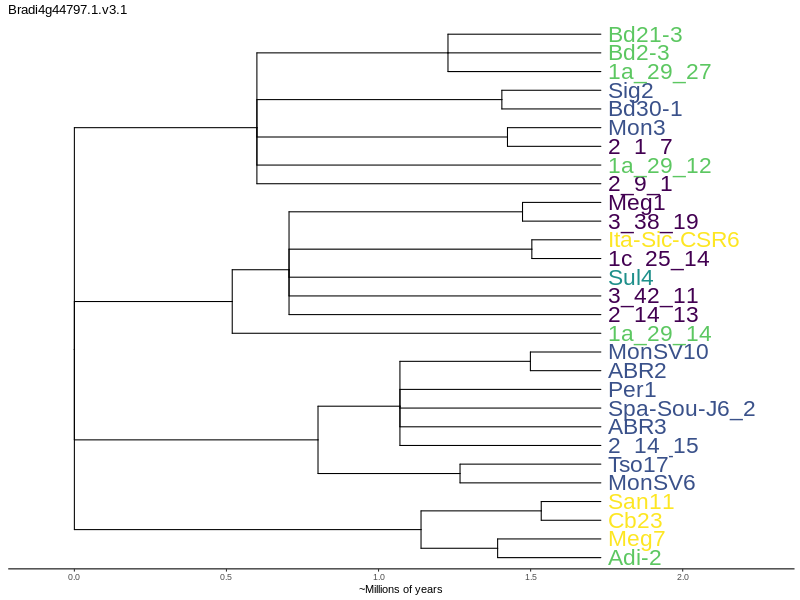 Bradi4g44797.1.v3.1
Bd21-3
Bd2-3
1a_29_27
Sig2
Bd30-1
Mon3
2_1_7
1a_29_12
2_9_1
Meg1
3_38_19
Ita-Sic-CSR6
1c_25_14
Sul4
3_42_11
2_14_13
1a_29_14
MonSV10
ABR2
Per1
Spa-Sou-J6_2
ABR3
2_14_15
Tso17
MonSV6
San11
Cb23
Meg7
Adi-2
0.0 0.5 1.0 1.5 2.0
~Millions of years